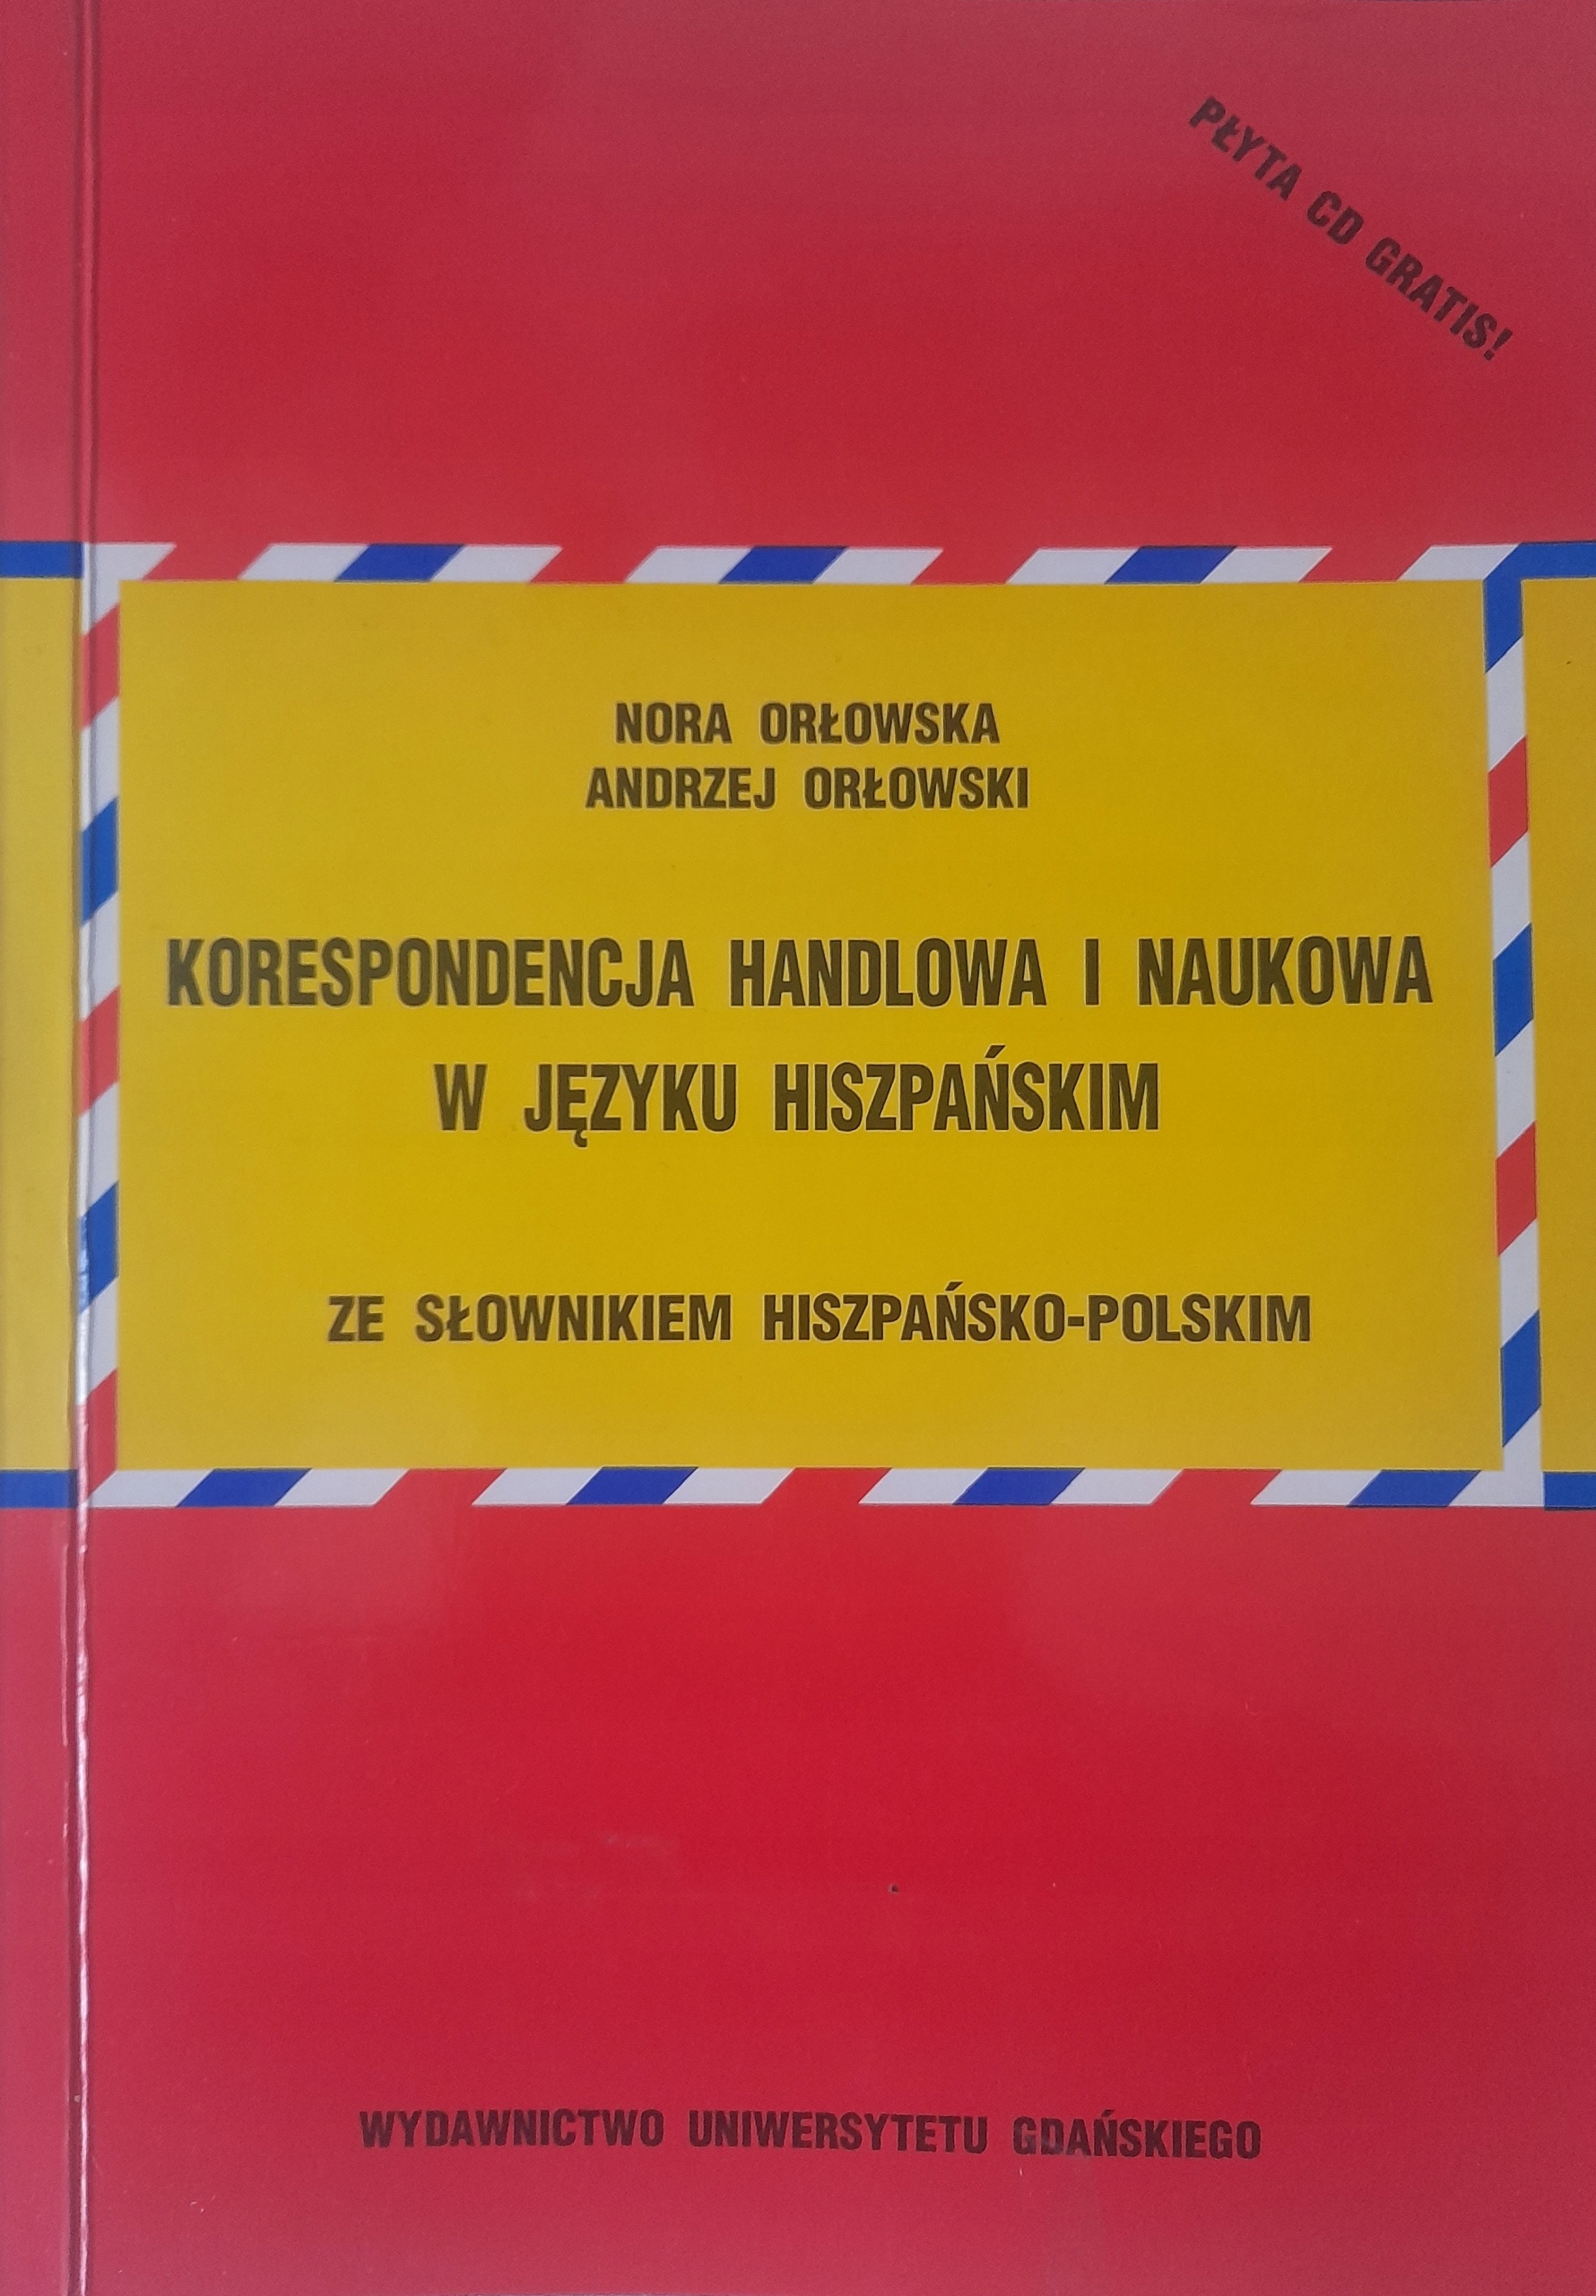 PŁYTA CD GRATIS!
NORA ORŁOWSKA
ANDRZEJ ORŁOWSKI
KORESPONDENCJA HANDLOWA I NAUKOWA
W JĘZYKU HISZPAŃSKIM
ZE SŁOWNIKIEM HISZPAŃSKO-POLSKIM
WYDAWNICTWO UNIWERSYTETU GDAŃSKIEGO